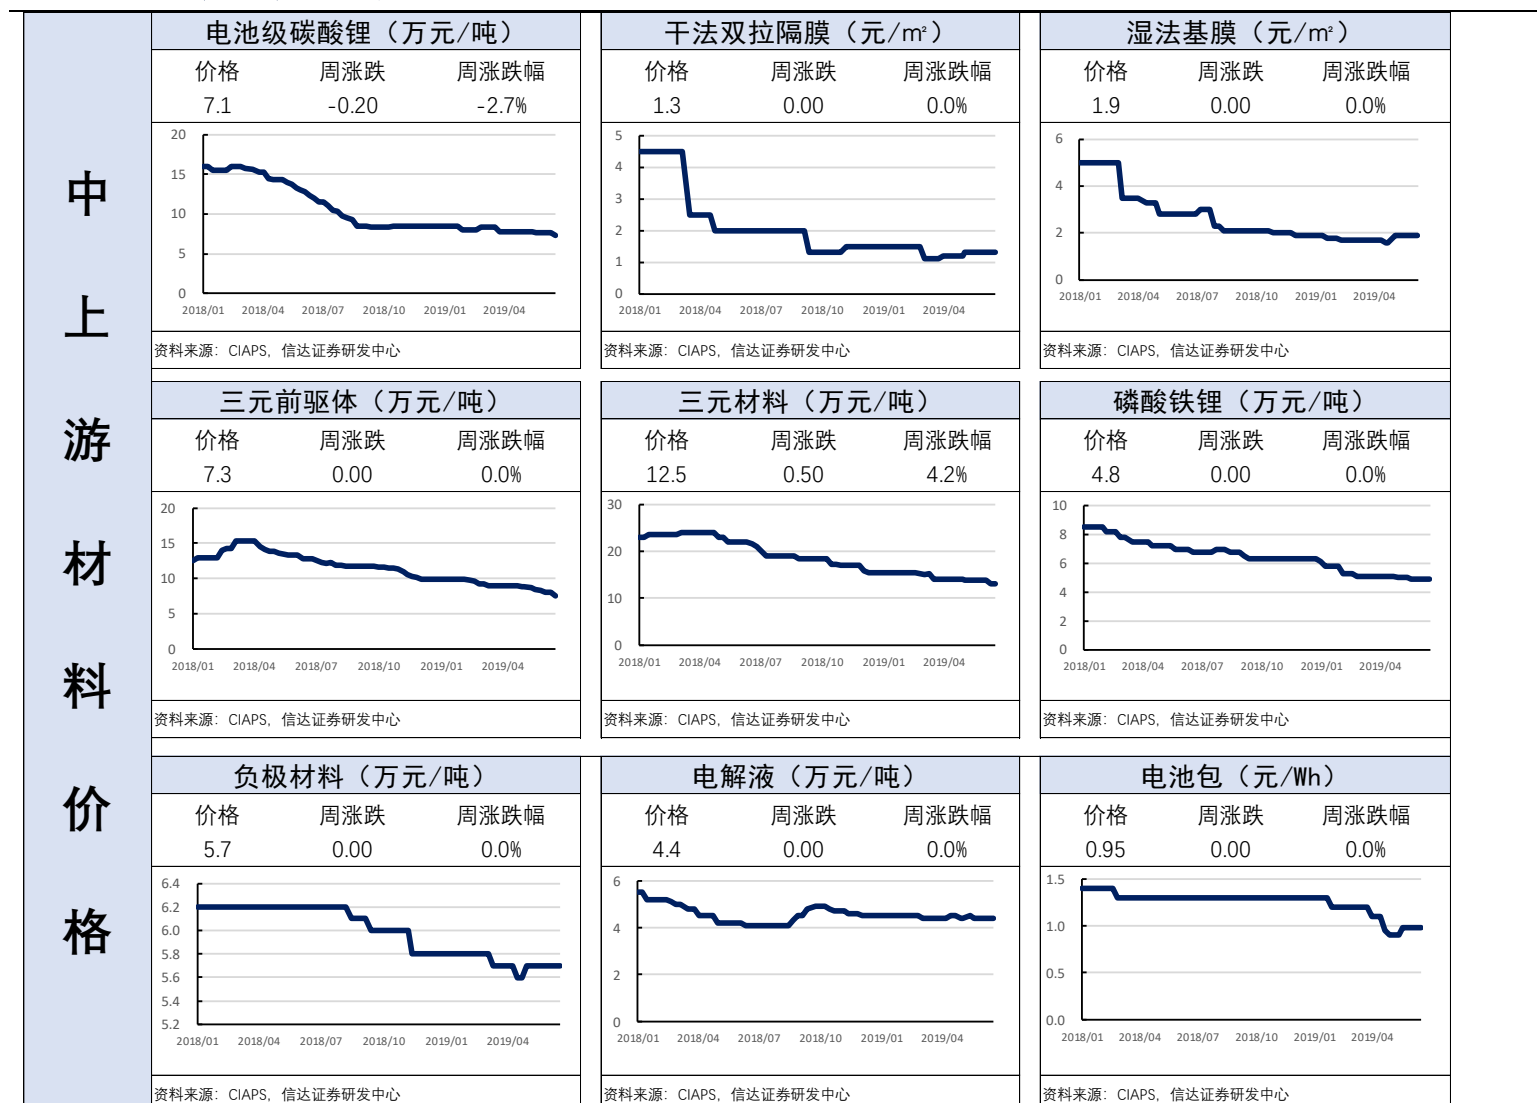 中
上
游
材
料
价
格
电池级碳酸锂（万元/吨）
价格 周涨跌 周涨跌幅
7.1 -0.20 -2.7%
20
15
10
5
0
2018/01 2018/04 2018/07 2018/10 2019/01 2019/04
资料来源：CIAPS，信达证券研发中心
干法双拉隔膜（元/㎡）
价格 周涨跌 周涨跌幅
1.3 0.00 0.0%
5
4
3
2
1
0
2018/01 2018/04 2018/07 2018/10 2019/01 2019/04
资料来源：CIAPS，信达证券研发中心
湿法基膜（元/㎡）
价格 周涨跌 周涨跌幅
1.9 0.00 0.0%
6
4
2
0
2018/01 2018/04 2018/07 2018/10 2019/01 2019/04
资料来源：CIAPS，信达证券研发中心
三元前驱体（万元/吨）
价格 周涨跌 周涨跌幅
7.3 0.00 0.0%
20
15
10
5
0
2018/01 2018/04 2018/07 2018/10 2019/01 2019/04
资料来源：CIAPS，信达证券研发中心
三元材料（万元/吨）
价格 周涨跌 周涨跌幅
12.5 0.50 4.2%
30
20
10
0
2018/01 2018/04 2018/07 2018/10 2019/01 2019/04
资料来源：CIAPS，信达证券研发中心
磷酸铁锂（万元/吨）
价格 周涨跌 周涨跌幅
4.8 0.00 0.0%
10
8
6
4
2
0
2018/01 2018/04 2018/07 2018/10 2019/01 2019/04
资料来源：CIAPS，信达证券研发中心
负极材料（万元/吨）
价格 周涨跌 周涨跌幅
5.7 0.00 0.0%
6.4
6.2
6.0
5.8
5.6
5.4
5.2
2018/01 2018/04 2018/07 2018/10 2019/01 2019/04
资料来源：CIAPS，信达证券研发中心
电解液（万元/吨）
价格 周涨跌 周涨跌幅
4.4 0.00 0.0%
6
4
2
0
2018/01 2018/04 2018/07 2018/10 2019/01 2019/04
资料来源：CIAPS，信达证券研发中心
电池包（元/Wh）
价格 周涨跌 周涨跌幅
0.95 0.00 0.0%
1.5
1.0
0.5
0.0
2018/01 2018/04 2018/07 2018/10 2019/01 2019/04
资料来源：CIAPS，信达证券研发中心